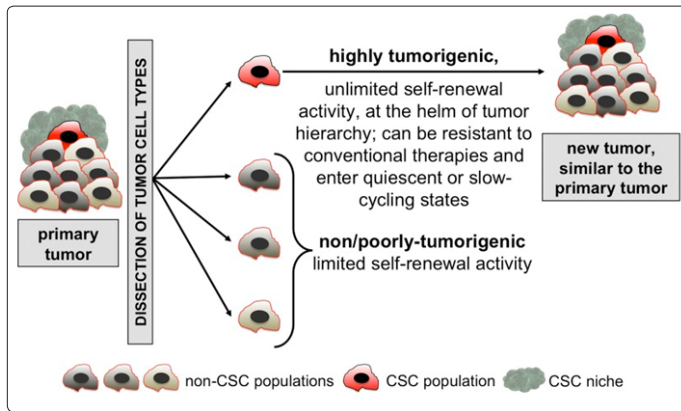 primary
tumor
DISSECTION OF TUMOR CELL TYPES
highly tumorigenic,
unlimited self-renewal
activity, at the helm of tumor
hierarchy; can be resistant to
conventional therapies and
enter quiescent or slow-
cycling states
non/poorly-tumorigenic
limited self-renewal activity
new tumor,
similar to the
primary tumor
non-CSC populations
CSC population
CSC niche